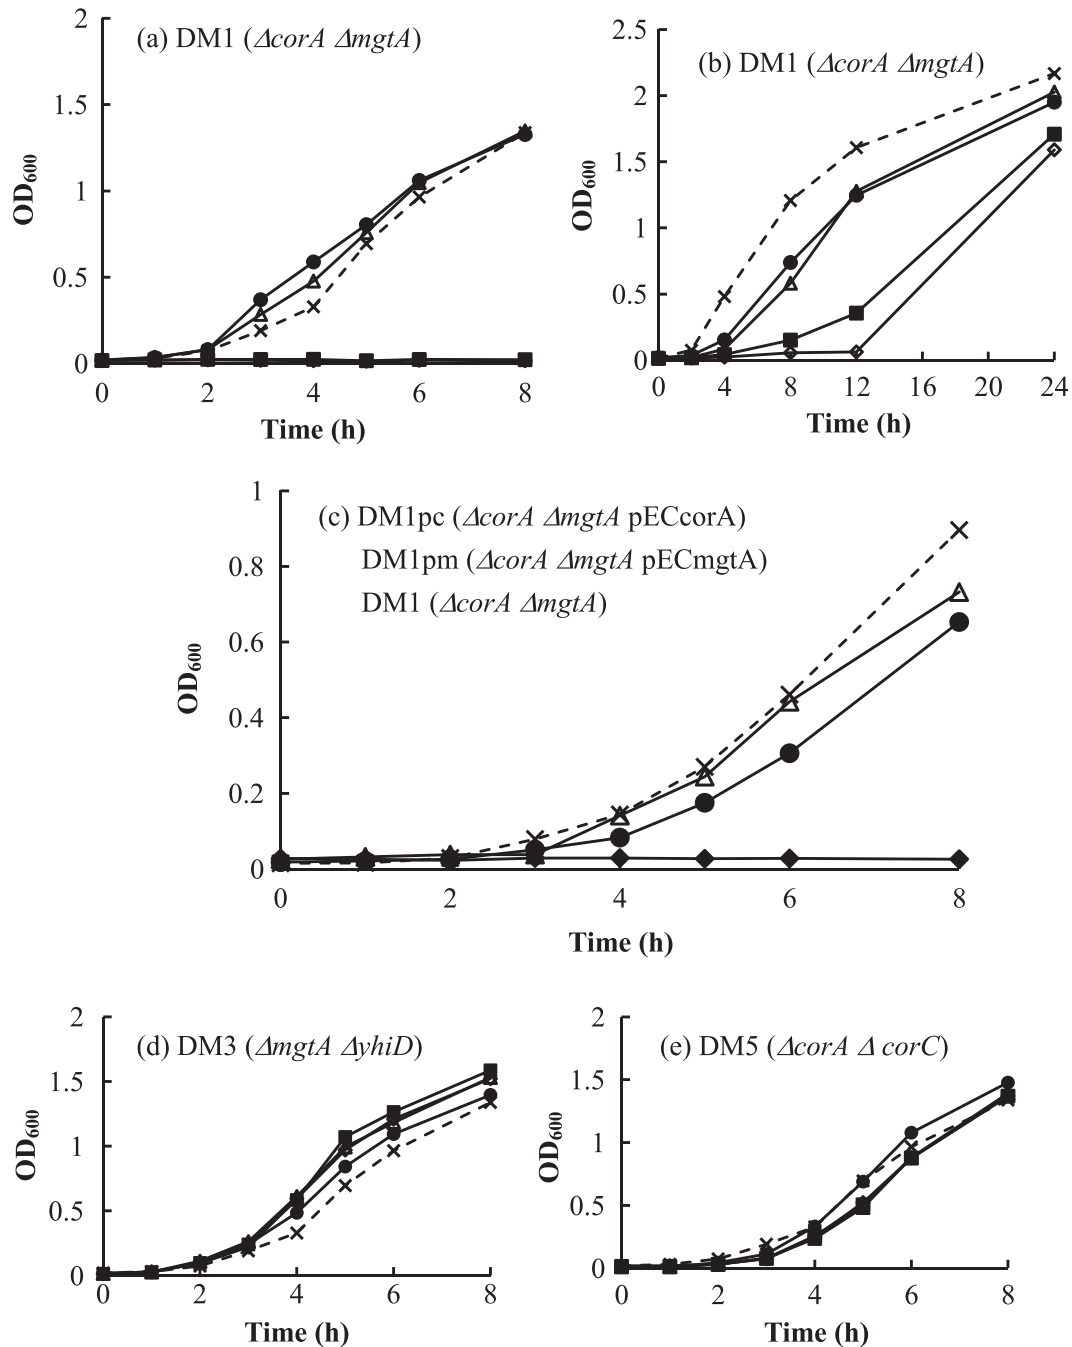 (a) DM1 (ΔcorA ΔmgtA)
2
1.5
1
0.5
0
OD600
0 2 4 6 8
Time (h)
(b) DM1 (ΔcorA ΔmgtA)
2.5
2
1.5
1
0.5
0
OD600
0 4 8 12 16 20 24
Time (h)
(c) DM1pc (ΔcorA ΔmgtA pECcorA)
DM1pm (ΔcorA ΔmgtA pECmgtA)
DM1 (ΔcorA ΔmgtA)
1
0.8
0.6
0.4
0.2
0
OD600
0 2 4 6 8
Time (h)
(d) DM3 (ΔmgtA ΔyhiD)
2
1.5
1
0.5
0
OD600
0 2 4 6 8
Time (h)
(e) DM5 (ΔcorA Δ corC)
2
1.5
1
0.5
0
OD600
0 2 4 6 8
Time (h)